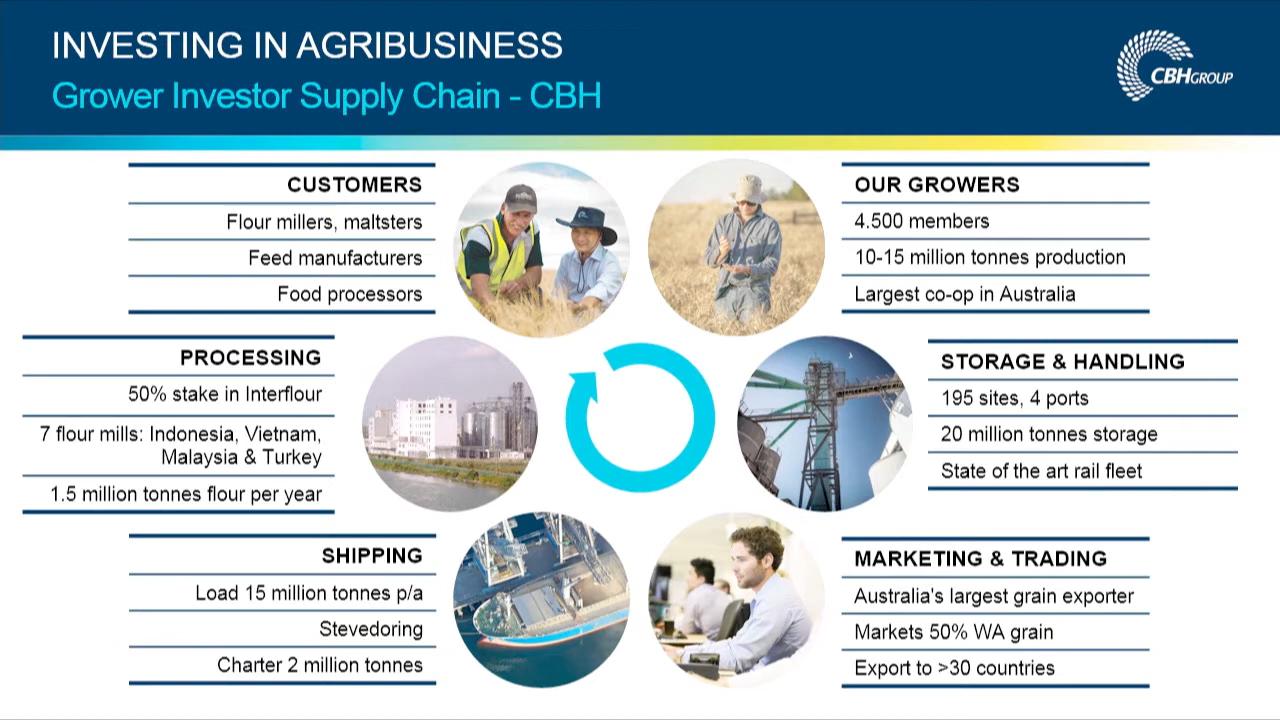 INVESTING IN AGRIBUSINESS
Grower Investor Supply Chain - CBH
CBHGROUP
CUSTOMERS
Flour millers, maltsters
Feed manufacturers
Food processors
OUR GROWERS
4.500 members
10-15 million tonnes production
Largest co-op in Australia
PROCESSING
50% stake in Interflour
7 flour mills: Indonesia, Vietnam,
Malaysia & Turkey
1.5 million tonnes flour per year
STORAGE & HANDLING
195 sites, 4 ports
20 million tonnes storage
State of the art rail fleet
SHIPPING
Load 15 million tonnes p/a
Stevedoring
Charter 2 million tonnes
MARKETING & TRADING
Australia's largest grain exporter
Markets 50% WA grain
Export to >30 countries